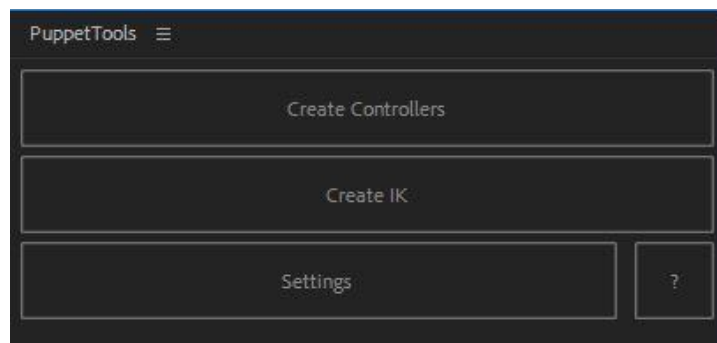 PuppetTools
Create Controllers
Create IK
Settings
?